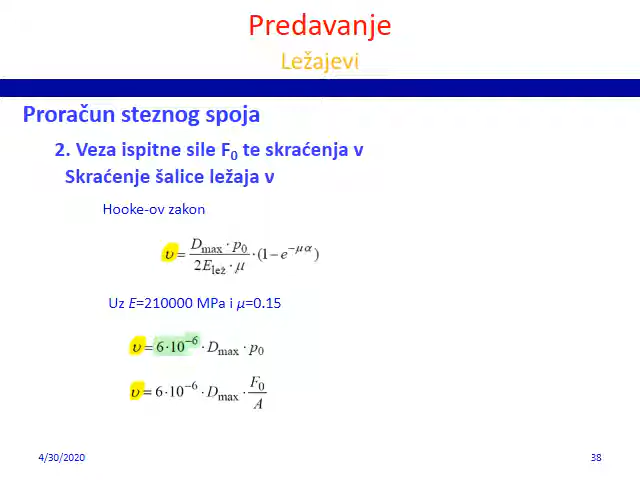 Predavanje
Ležajevi
Proračun steznog spoja
2. Veza ispitne sile F₀ te skraćenja v
Skraćenje šalice ležaja v
Hooke-ov zakon
υ = (D_max · p₀) / (2E_lež · μ) · (1 − e^(−μα))
Uz E=210000 MPa i μ=0.15
υ = 6·10⁻⁶ · D_max · p₀
υ = 6·10⁻⁶ · D_max · F₀/A
4/30/2020
38